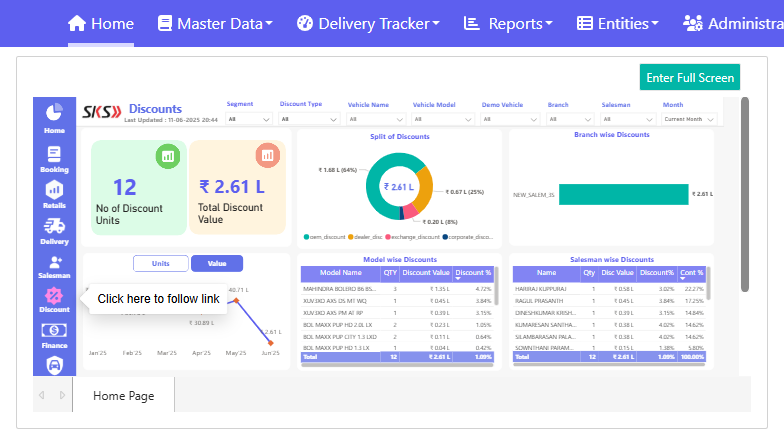 Home Master Data Delivery Tracker Reports Entities Administra
Enter Full Screen
SKS Discounts
Last Updated : 11-06-2025 20:44
Segment Discount Type Vehicle Name Vehicle Model Demo Vehicle Branch Salesman Month
All All All All All All All Current Month
Home
Booking
Retails
Delivery
Salesman
Discount
Finance
12
No of Discount
Units
₹ 2.61 L
Total Discount
Value
Split of Discounts
₹ 1.68 L (64%)
₹ 2.61 L
₹ 0.67 L (25%)
₹ 0.20 L (8%)
oem_discount dealer_disc exchange_discount corporate_disco...
Branch wise Discounts
NEW_SALEM_3S ₹ 2.61 L
Units Value
Click here to follow link
40.71 L
₹ 30.89 L
2.61 L
Jan'25 Feb'25 Mar'25 Apr'25 May'25 Jun'25
Model wise Discounts
Model Name QTY Discount Value Discount %
MAHINDRA BOLERO B6 BS... 3 ₹ 1.35 L 4.72%
XUV3XO AX5 DS MT WQ 1 ₹ 0.45 L 3.84%
XUV3XO AX5 PM AT RP 1 ₹ 0.39 L 3.15%
BOL MAXX PUP HD 2.0L LX 2 ₹ 0.23 L 1.05%
BOL MAXX PUP CITY 1.3 LXD 2 ₹ 0.11 L 0.64%
BOL MAXX PUP HD 1.3 LX 1 ₹ 0.04 L 0.42%
Total 12 ₹ 2.61 L 1.09%
Salesman wise Discounts
Name Qty Disc Value Discount% Cont %
HARIRAJ KUPPURAJ 1 ₹ 0.58 L 3.02% 22.27%
RAGUL PRASANTH 1 ₹ 0.45 L 3.84% 17.25%
DINESHKUMAR KRISH... 1 ₹ 0.39 L 3.15% 14.84%
KUMARESAN SANTHA... 1 ₹ 0.38 L 4.02% 14.62%
SILAMBARASAN PALA... 1 ₹ 0.38 L 4.02% 14.62%
SOWNTHANI PARAM... 1 ₹ 0.15 L 1.38% 5.80%
Total 12 ₹ 2.61 L 1.09% 100.00%
Home Page